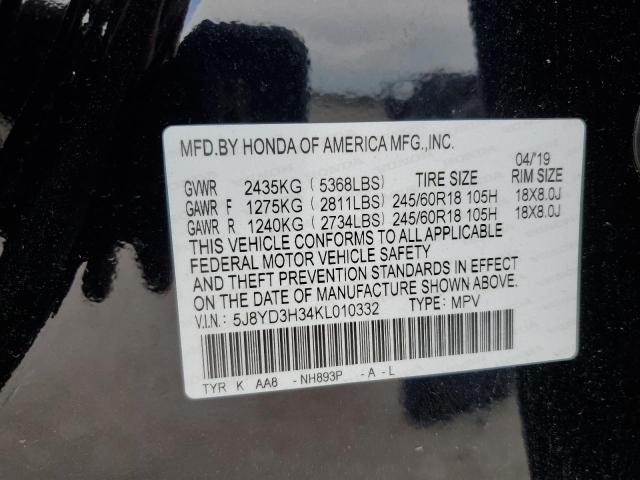 MFD.BY HONDA OF AMERICA MFG.,INC.
04/'19
GVWR 2435KG ( 5368LBS) TIRE SIZE RIM SIZE
GAWR F 1275KG ( 2811LBS) 245/60R18 105H 18X8.0J
GAWR R 1240KG ( 2734LBS) 245/60R18 105H 18X8.0J
THIS VEHICLE CONFORMS TO ALL APPLICABLE
FEDERAL MOTOR VEHICLE SAFETY
AND THEFT PREVENTION STANDARDS IN EFFECT
ON THE DATE OF MANUFACTURE SHOWN ABOVE.
V.I.N.: 5J8YD3H34KL010332 TYPE: MPV
TYR K AA8 -NH893P -A-L